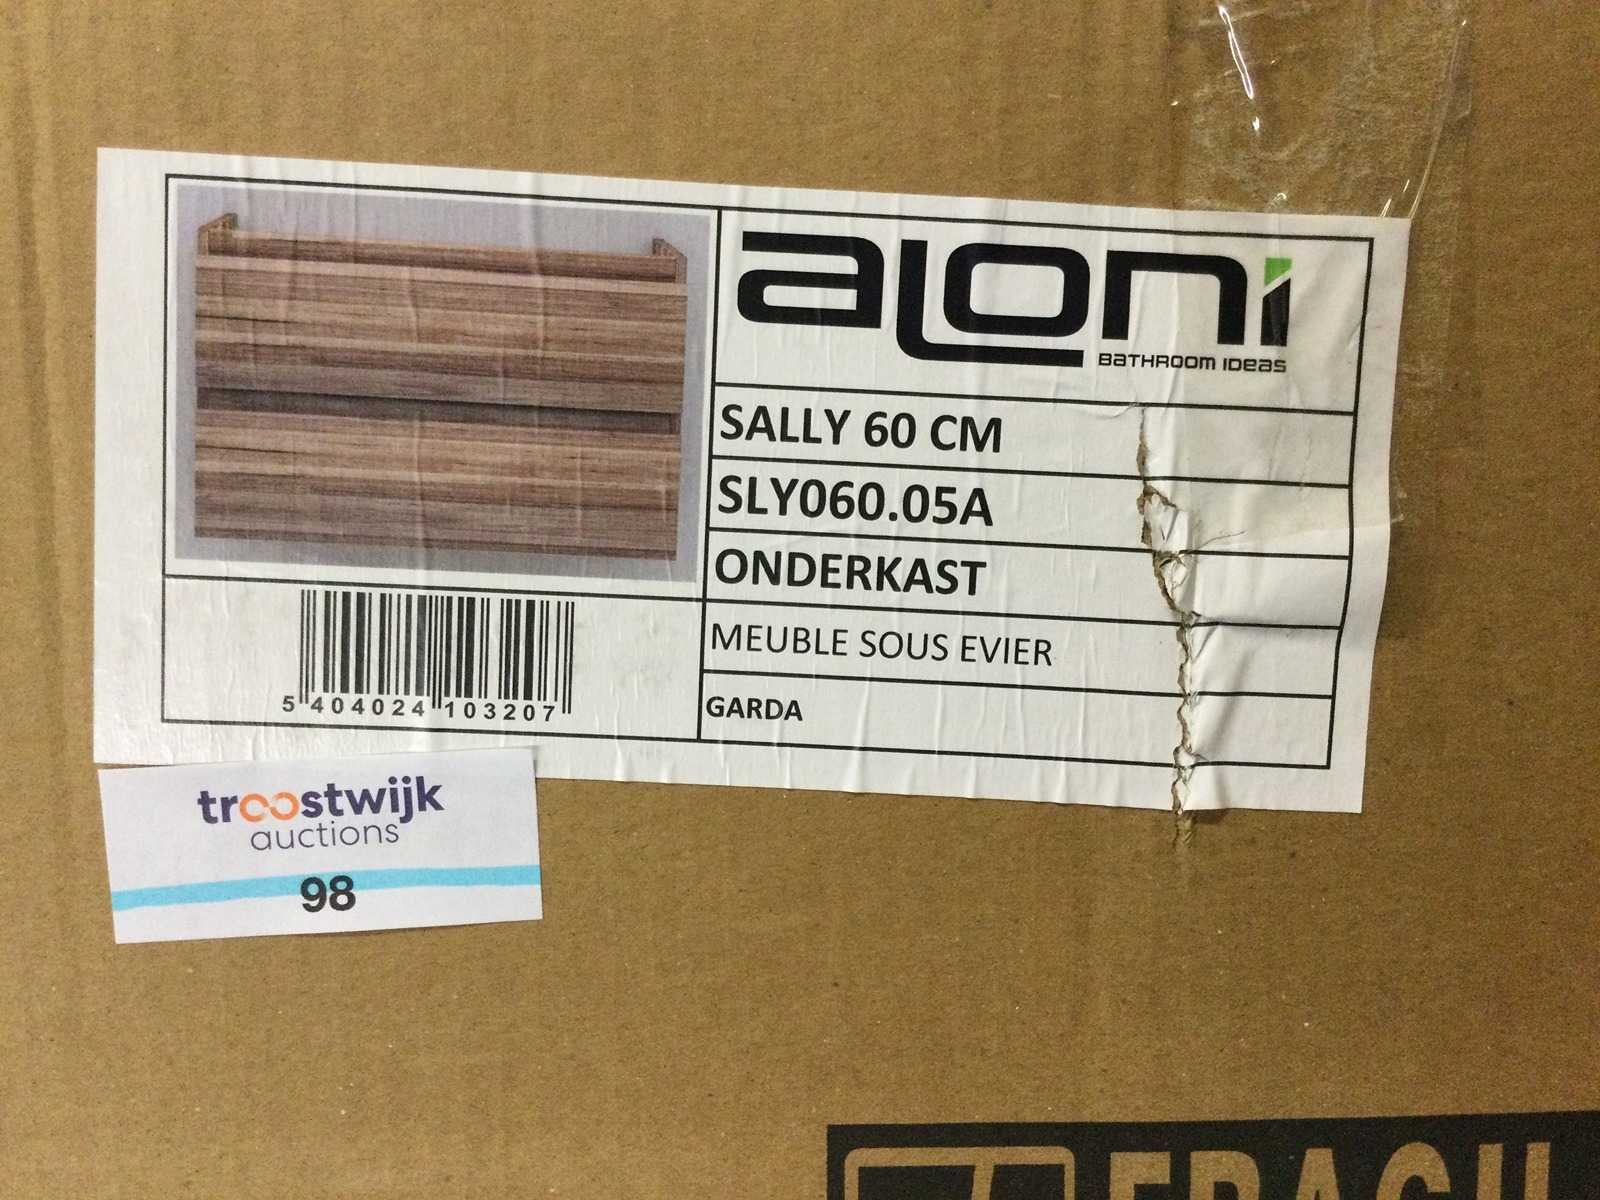 aloni
BATHROOM IDEAS
SALLY 60 CM
SLY060.05A
ONDERKAST
MEUBLE SOUS EVIER
GARDA
5 404024 103207
troostwijk
auctions
98